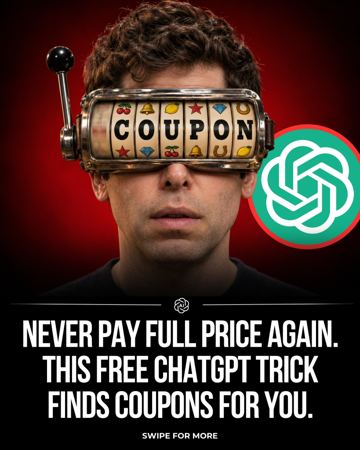 COUPON
NEVER PAY FULL PRICE AGAIN.
THIS FREE CHATGPT TRICK
FINDS COUPONS FOR YOU.
SWIPE FOR MORE